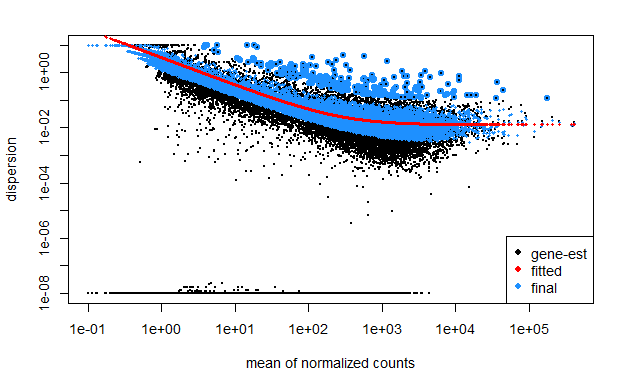 1e+00
1e-02
1e-04
1e-06
1e-08
dispersion
gene-est
fitted
final
1e-01 1e+00 1e+01 1e+02 1e+03 1e+04 1e+05
mean of normalized counts